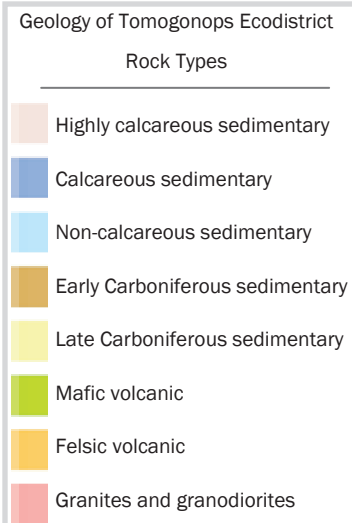 Geology of Tomogonops Ecodistrict
Rock Types
Highly calcareous sedimentary
Calcareous sedimentary
Non-calcareous sedimentary
Early Carboniferous sedimentary
Late Carboniferous sedimentary
Mafic volcanic
Felsic volcanic
Granites and granodiorites